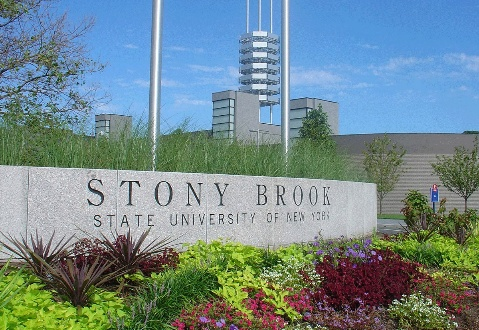 STONY BROOK
STATE UNIVERSITY OF NEW YORK